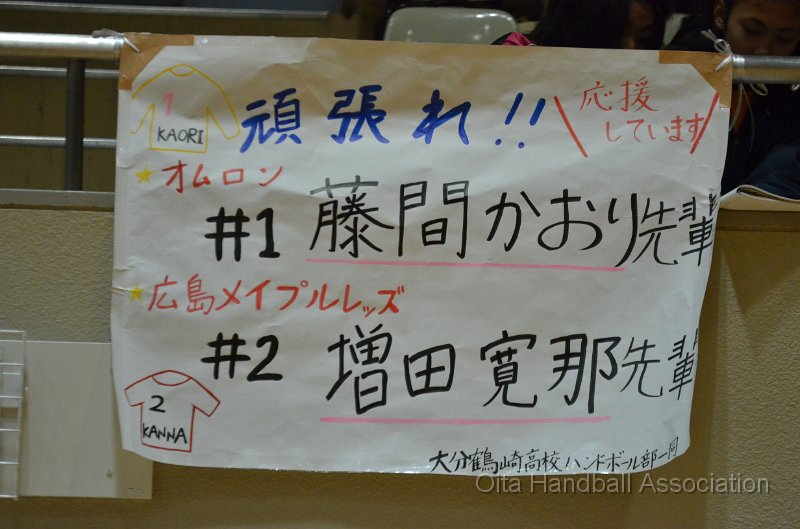 1
KAORI
頑張れ!!
応援
しています
オムロン
#1 藤間かおり先輩
広島メイプルレッズ
#2 増田寛那先輩
2
KANNA
大分鶴崎高校ハンドボール部一同
Oita Handball Association